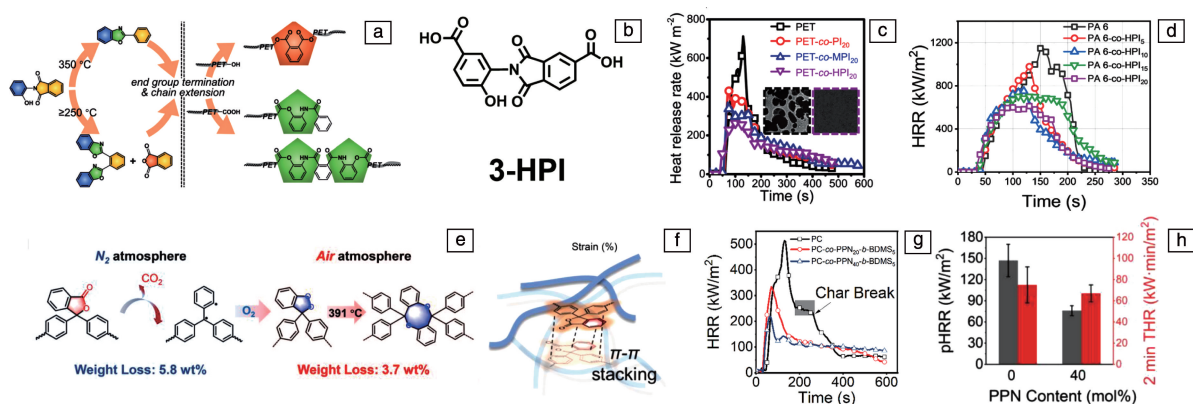 a
350 °C
≥250 °C
+
end group termination
& chain extension
PET
PET
PET
OH
PET
COOH
PET
PET
b
HO
O
OH
N
O
O
OH
O
3-HPI
c
Heat release rate (kW m⁻²)
1000
800
600
400
200
0
PET
PET-co-PI₂₀
PET-co-MPI₂₀
PET-co-HPI₂₀
0 100 200 300 400 500 600
Time (s)
d
HRR (kW/m²)
1200
900
600
300
0
PA 6
PA 6-co-HPI₅
PA 6-co-HPI₁₀
PA 6-co-HPI₁₅
PA 6-co-HPI₂₀
0 50 100 150 200 250 300 350
Time (s)
e
N₂ atmosphere
Air atmosphere
CO₂
O₂
391 °C
Weight Loss: 5.8 wt%
Weight Loss: 3.7 wt%
f
Strain (%)
π-π
stacking
g
HRR (kW/m²)
500
400
300
200
100
0
PC
PC-co-PPN₂₀-b-BDMS₅
PC-co-PPN₄₀-b-BDMS₅
Char Break
0 200 400 600
Time (s)
h
pHRR (kW/m²)
180
150
120
90
60
30
0
2 min THR (kW·min/m²)
120
100
80
60
40
20
0
0 40
PPN Content (mol%)